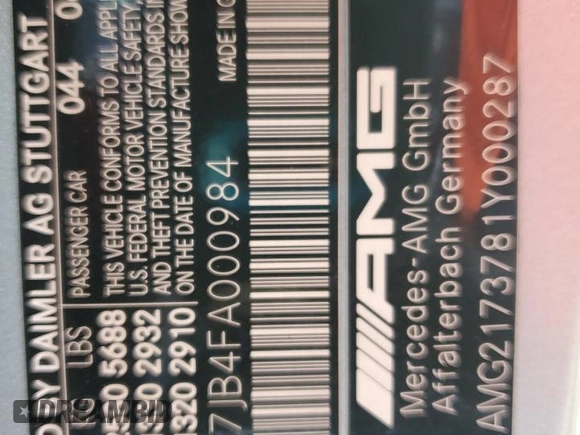 DY DAIMLER AG STUTTGART
LBS PASSENGER CAR 044
5688 THIS VEHICLE CONFORMS TO ALL APPL
2932 U.S. FEDERAL MOTOR VEHICLE SAFETY,
AND THEFT PREVENTION STANDARDS
1320 2910 ON THE DATE OF MANUFACTURE SHOW
7JB4FA000984 MADE IN
AMG
Mercedes-AMG GmbH
Affalterbach Germany
AMG2173781Y000287
DREAMBID